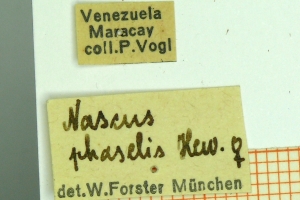 Venezuela
Maracay
coll.P.Vogl
Nascus
phaselis Hew. ♀
det.W.Forster München